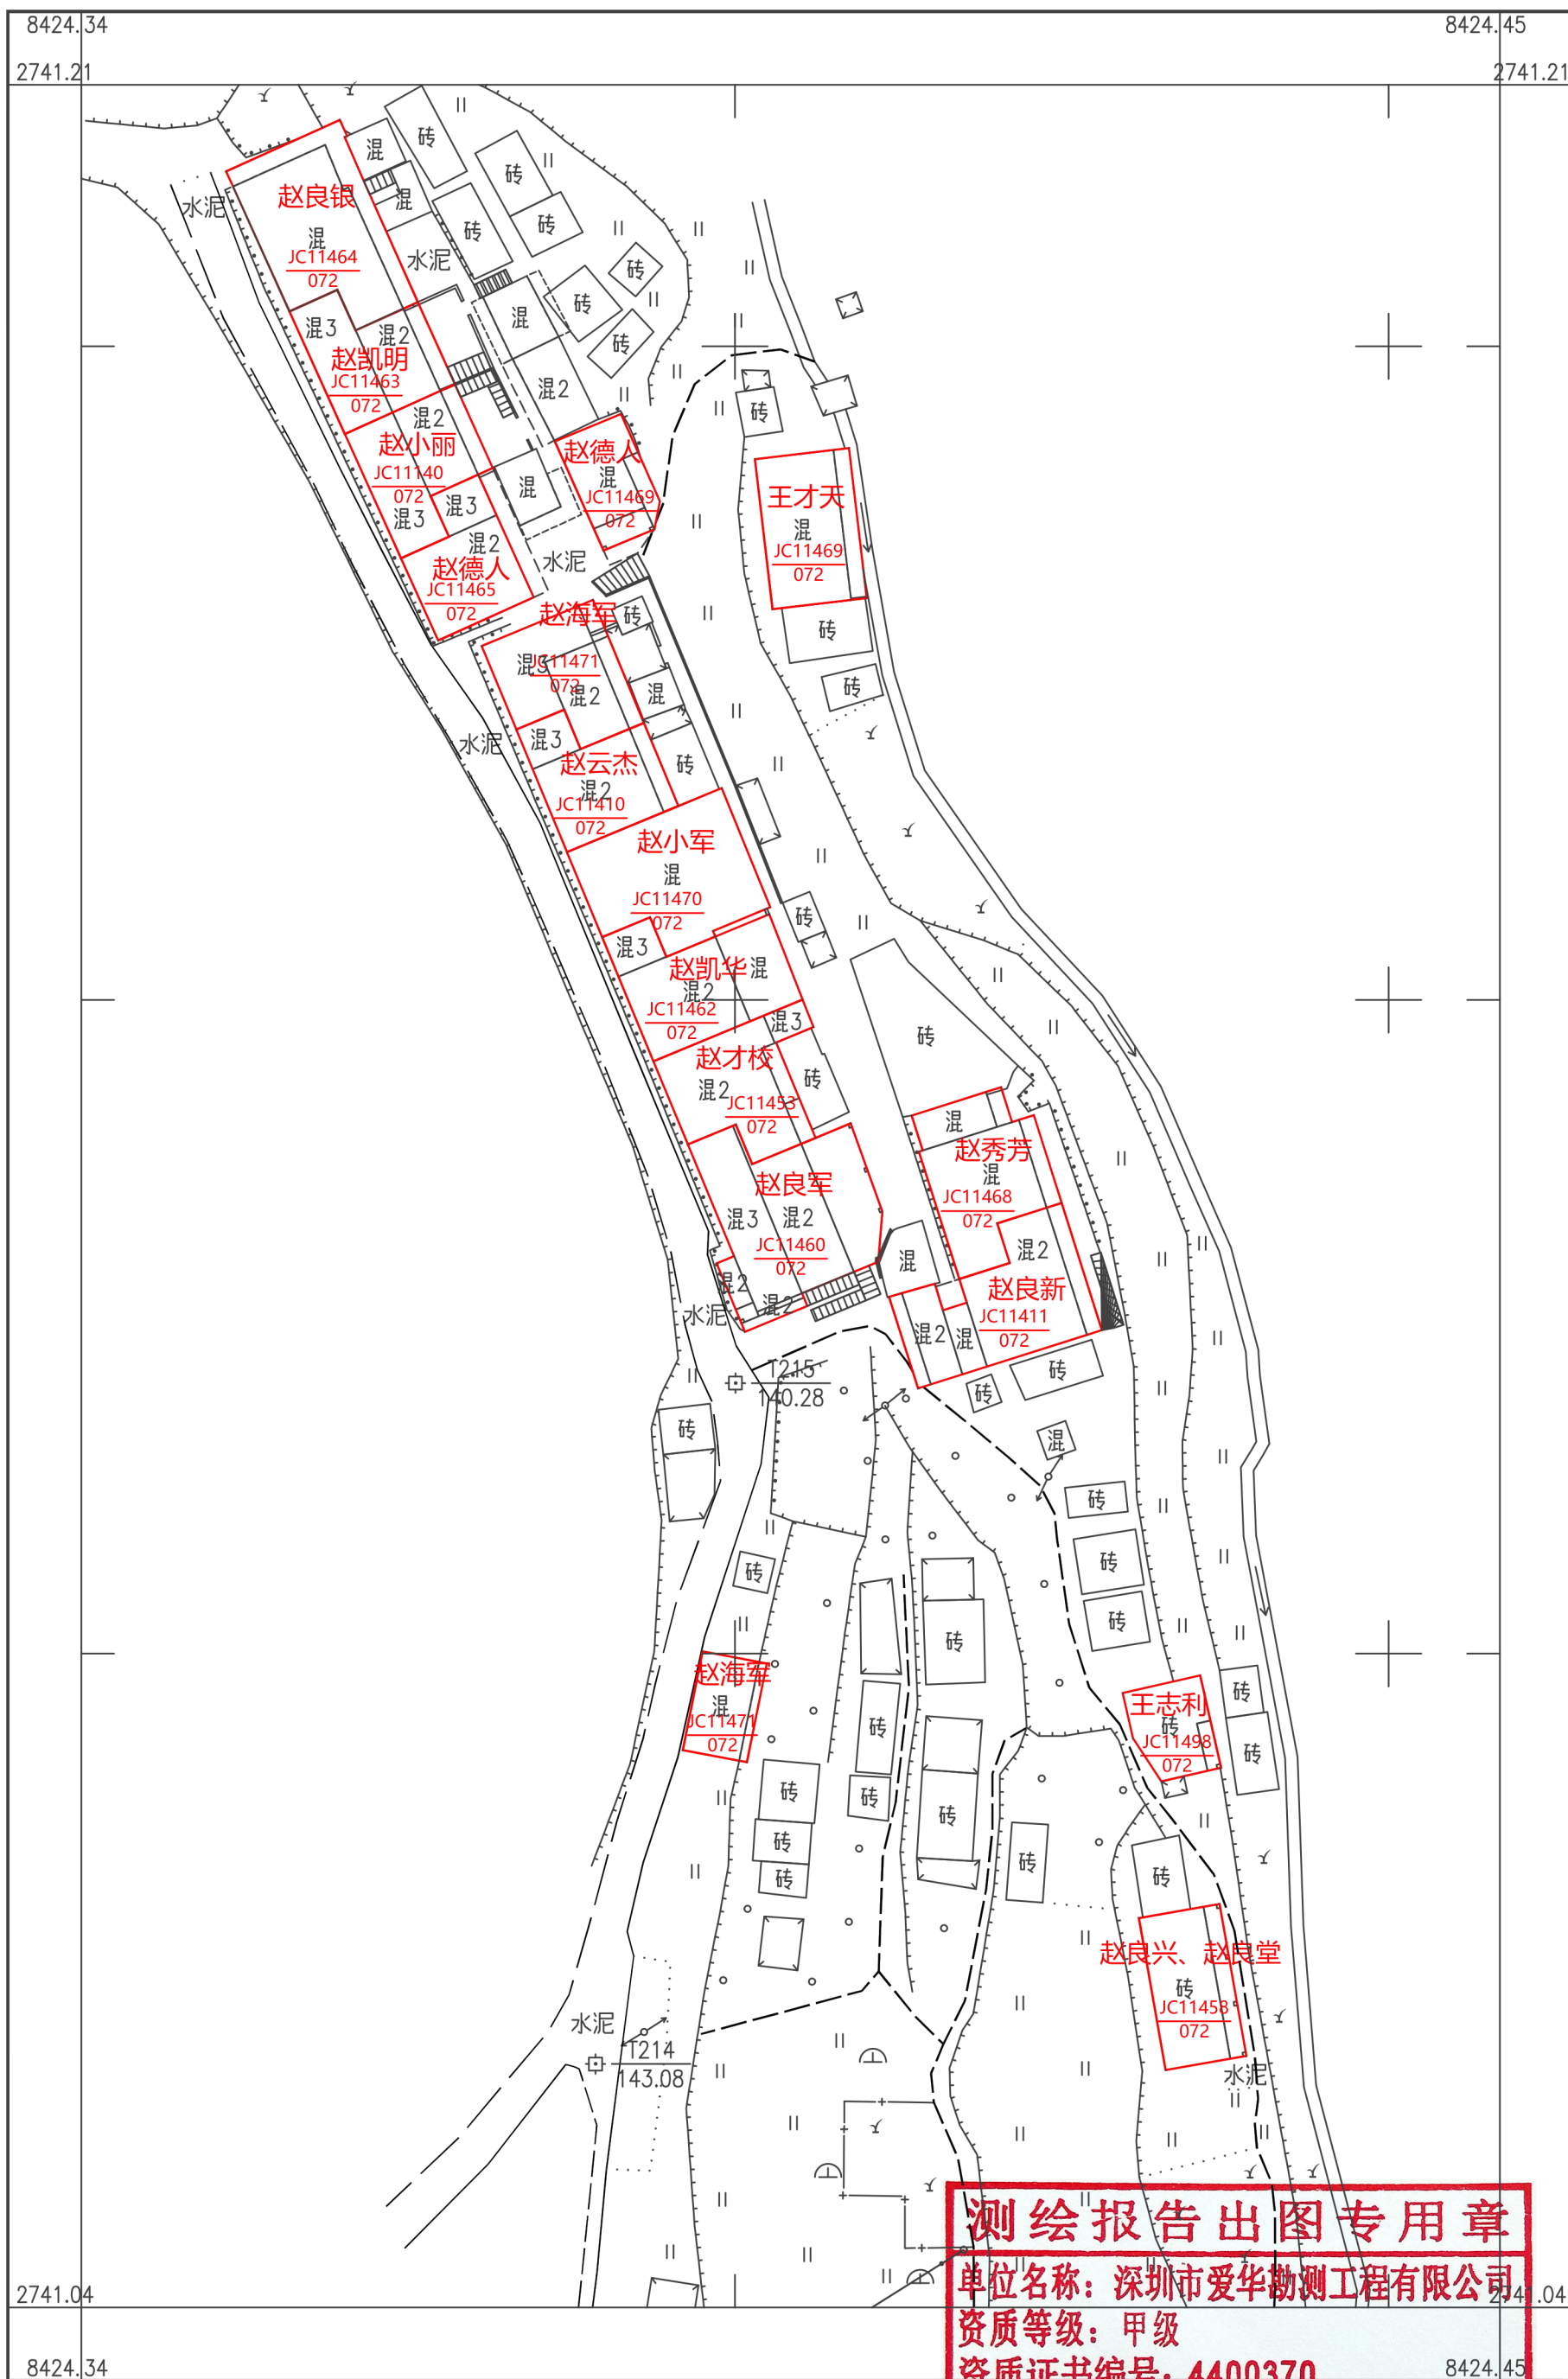 8424.34
8424.45
2741.21
2741.21
混
砖
砖
水泥
赵良银
混
JC11464
072
混
砖
砖
水泥
砖
混
砖
砖
混3
混2
赵凯明
JC11463
072
混2
混2
赵小丽
JC11140
072
混3
混3
混
赵德人
混
JC11469
072
砖
王才天
混
JC11469
072
混2
赵德人
JC11465
072
水泥
赵海军
砖
砖
混3
JC11471
072
混2
混
砖
水泥
混3
赵云杰
混2
JC11410
072
砖
赵小军
混
JC11470
072
砖
混3
赵凯华
混
混2
JC11462
072
混3
砖
赵才校
混2
JC11453
072
砖
混
赵秀芳
混
JC11468
072
赵良军
混3
混2
JC11460
072
混2
混2
混
混2
赵良新
JC11411
072
混2
混
水泥
T215
140.28
砖
砖
砖
混
砖
砖
砖
砖
砖
赵海军
混
JC11471
072
砖
砖
王志利
砖
JC11498
072
砖
砖
砖
砖
砖
砖
砖
砖
砖
赵良兴、赵良堂
砖
JC11458
072
水泥
水泥
T214
143.08
测绘报告出图专用章
单位名称：深圳市爱华勘测工程有限公司
2741.04
2741.04
资质等级：甲级
资质证书编号：4400370
8424.34
8424.45